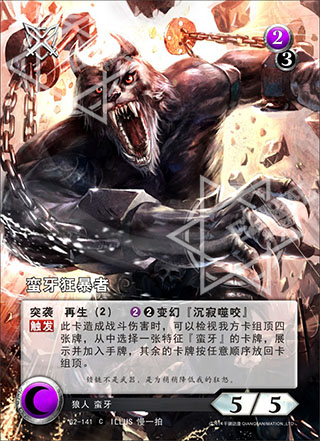 2
3
蛮牙狂暴者
突袭 再生(2) 2 2 变幻『沉寂噬咬』
触发 此卡造成战斗伤害时，可以检视我方卡组顶四
张牌，从中选择一张特征『蛮牙』的卡牌，展
示并加入手牌，其余的卡牌按任意顺序放回卡
组顶。
锁链不是武器，是为稍稍降低我的狂怒。
狼人 蛮牙
02-141 C ILLUS 慢一拍
5/5